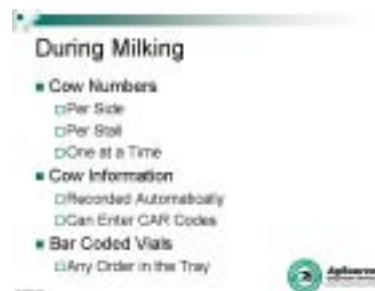 During Milking
Cow Numbers
Per Side
Per Stall
One at a Time
Cow Information
Recorded Automatically
Can Enter CAR Codes
Bar Coded Vials
Any Order in the Tray